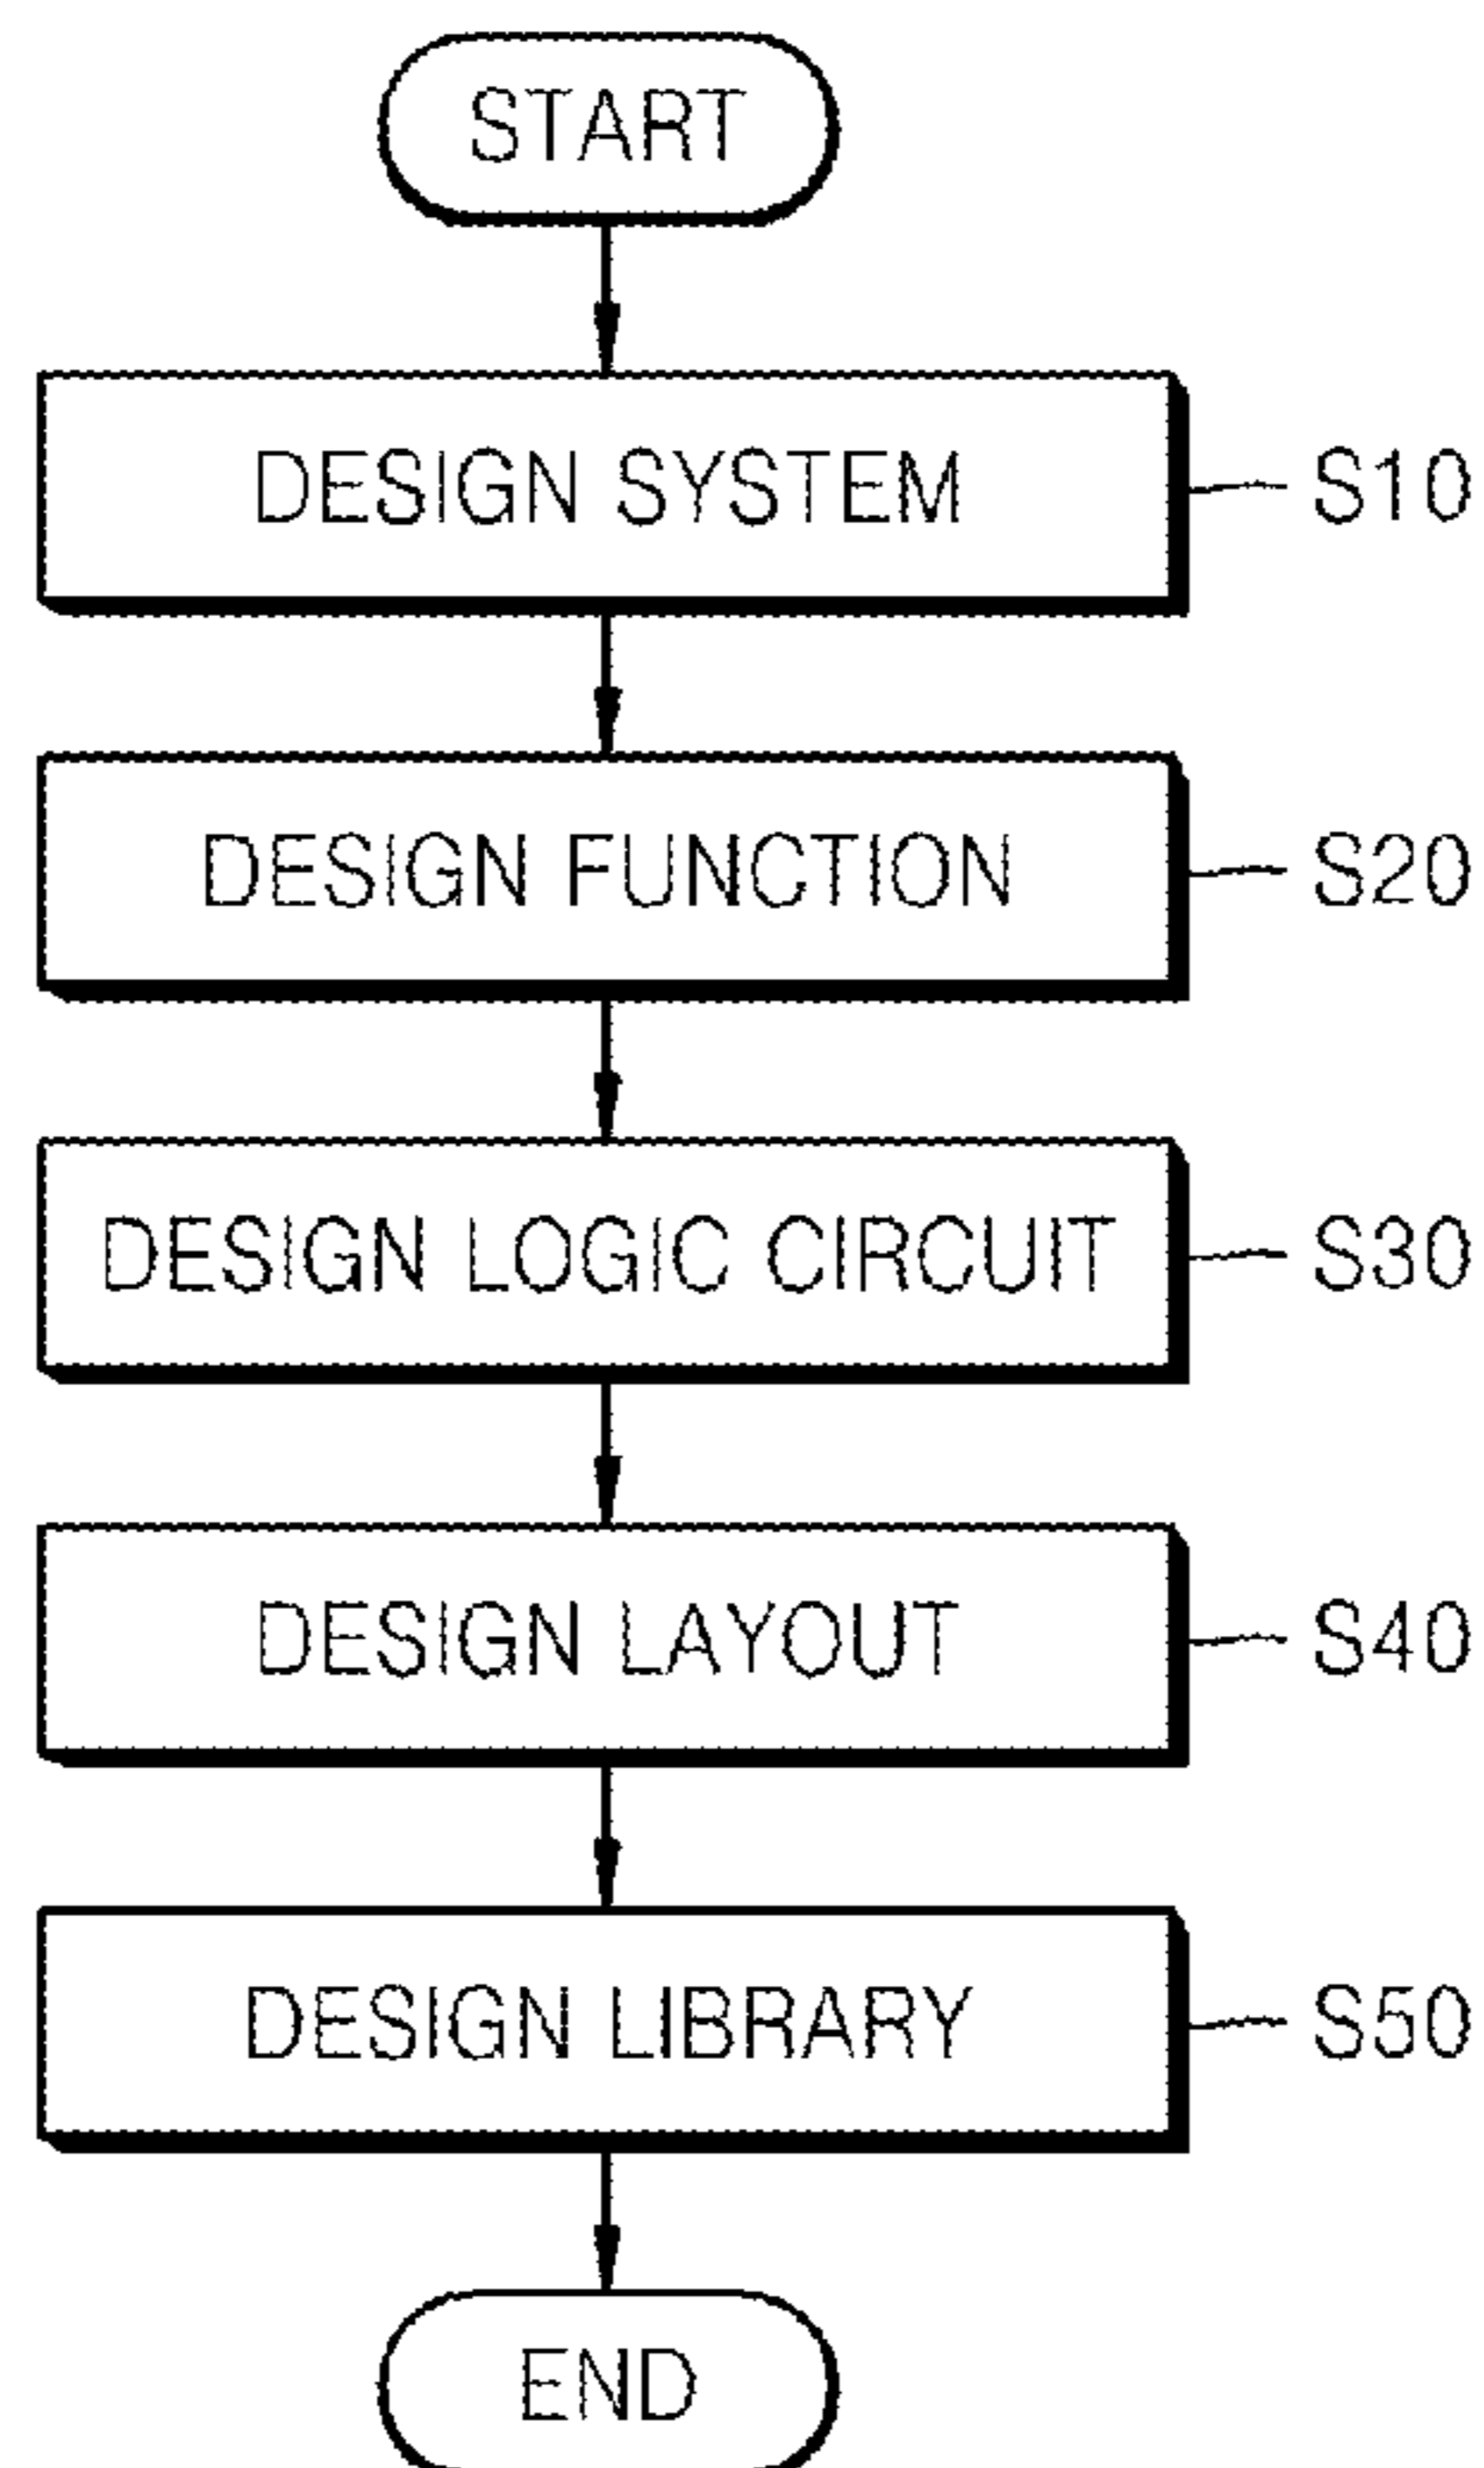 START
DESIGN SYSTEM S10
DESIGN FUNCTION S20
DESIGN LOGIC CIRCUIT S30
DESIGN LAYOUT S40
DESIGN LIBRARY S50
END